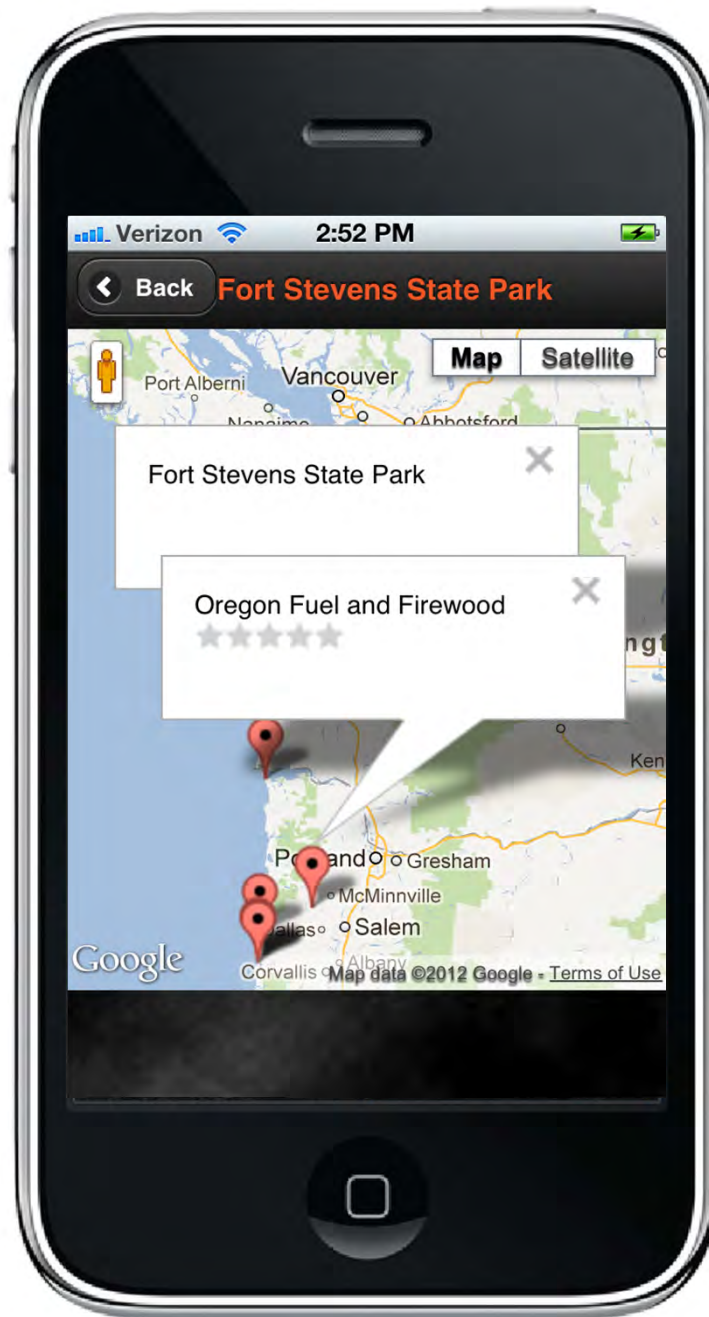 Verizon 2:52 PM
Back Fort Stevens State Park
Map Satellite
Port Alberni Vancouver
Nanaimo Abbotsford
Fort Stevens State Park
Oregon Fuel and Firewood
Ken
Gresham
McMinnville
Salem
Google
Corvallis Albany
Map data ©2012 Google - Terms of Use